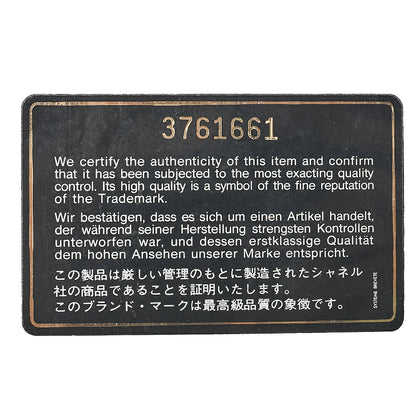 3761661
We certify the authenticity of this item and confirm
that it has been subjected to the most exacting quality
control. Its high quality is a symbol of the fine reputation
of the Trademark.
Wir bestätigen, dass es sich um einen Artikel handelt,
der während seiner Herstellung strengsten Kontrollen
unterworfen war, und dessen erstklassige Qualität
dem hohen Ansehen unserer Marke entspricht.
この製品は厳しい管理のもとに製造されたシャネル
社の商品であることを証明いたします。
このブランド・マークは最高級品質の象徴です。
SYSTEME BREVETE